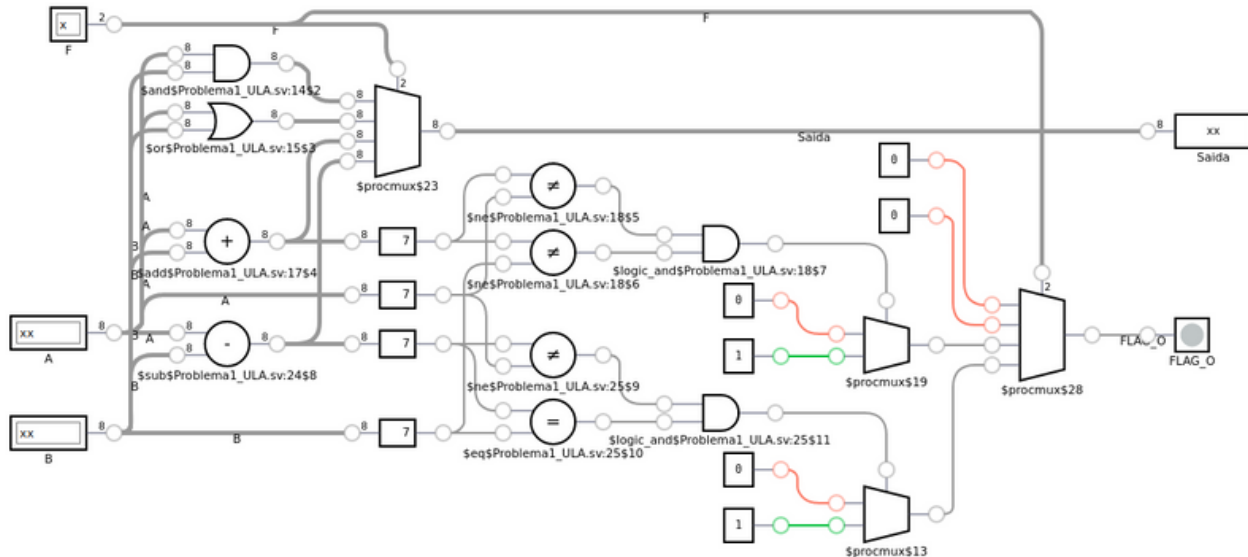 2
x
F
F
F
8
8
8
$and$Problema1_ULA.sv:14$2
8
8
8
$or$Problema1_ULA.sv:15$3
2
8
8
8
8
8
$procmux$23
Saida
8
xx
Saida
0
0
A
A
8
8
8
+
$add$Problema1_ULA.sv:17$4
B
B
A
8
7
≠
$ne$Problema1_ULA.sv:18$5
≠
$ne$Problema1_ULA.sv:18$6
$logic_and$Problema1_ULA.sv:18$7
A
8
7
0
1
$procmux$19
2
$procmux$28
FLAG_O
FLAG_O
xx
8
A
B
A
8
8
8
-
$sub$Problema1_ULA.sv:24$8
B
8
7
≠
$ne$Problema1_ULA.sv:25$9
=
$eq$Problema1_ULA.sv:25$10
$logic_and$Problema1_ULA.sv:25$11
xx
8
B
B
8
7
0
1
$procmux$13